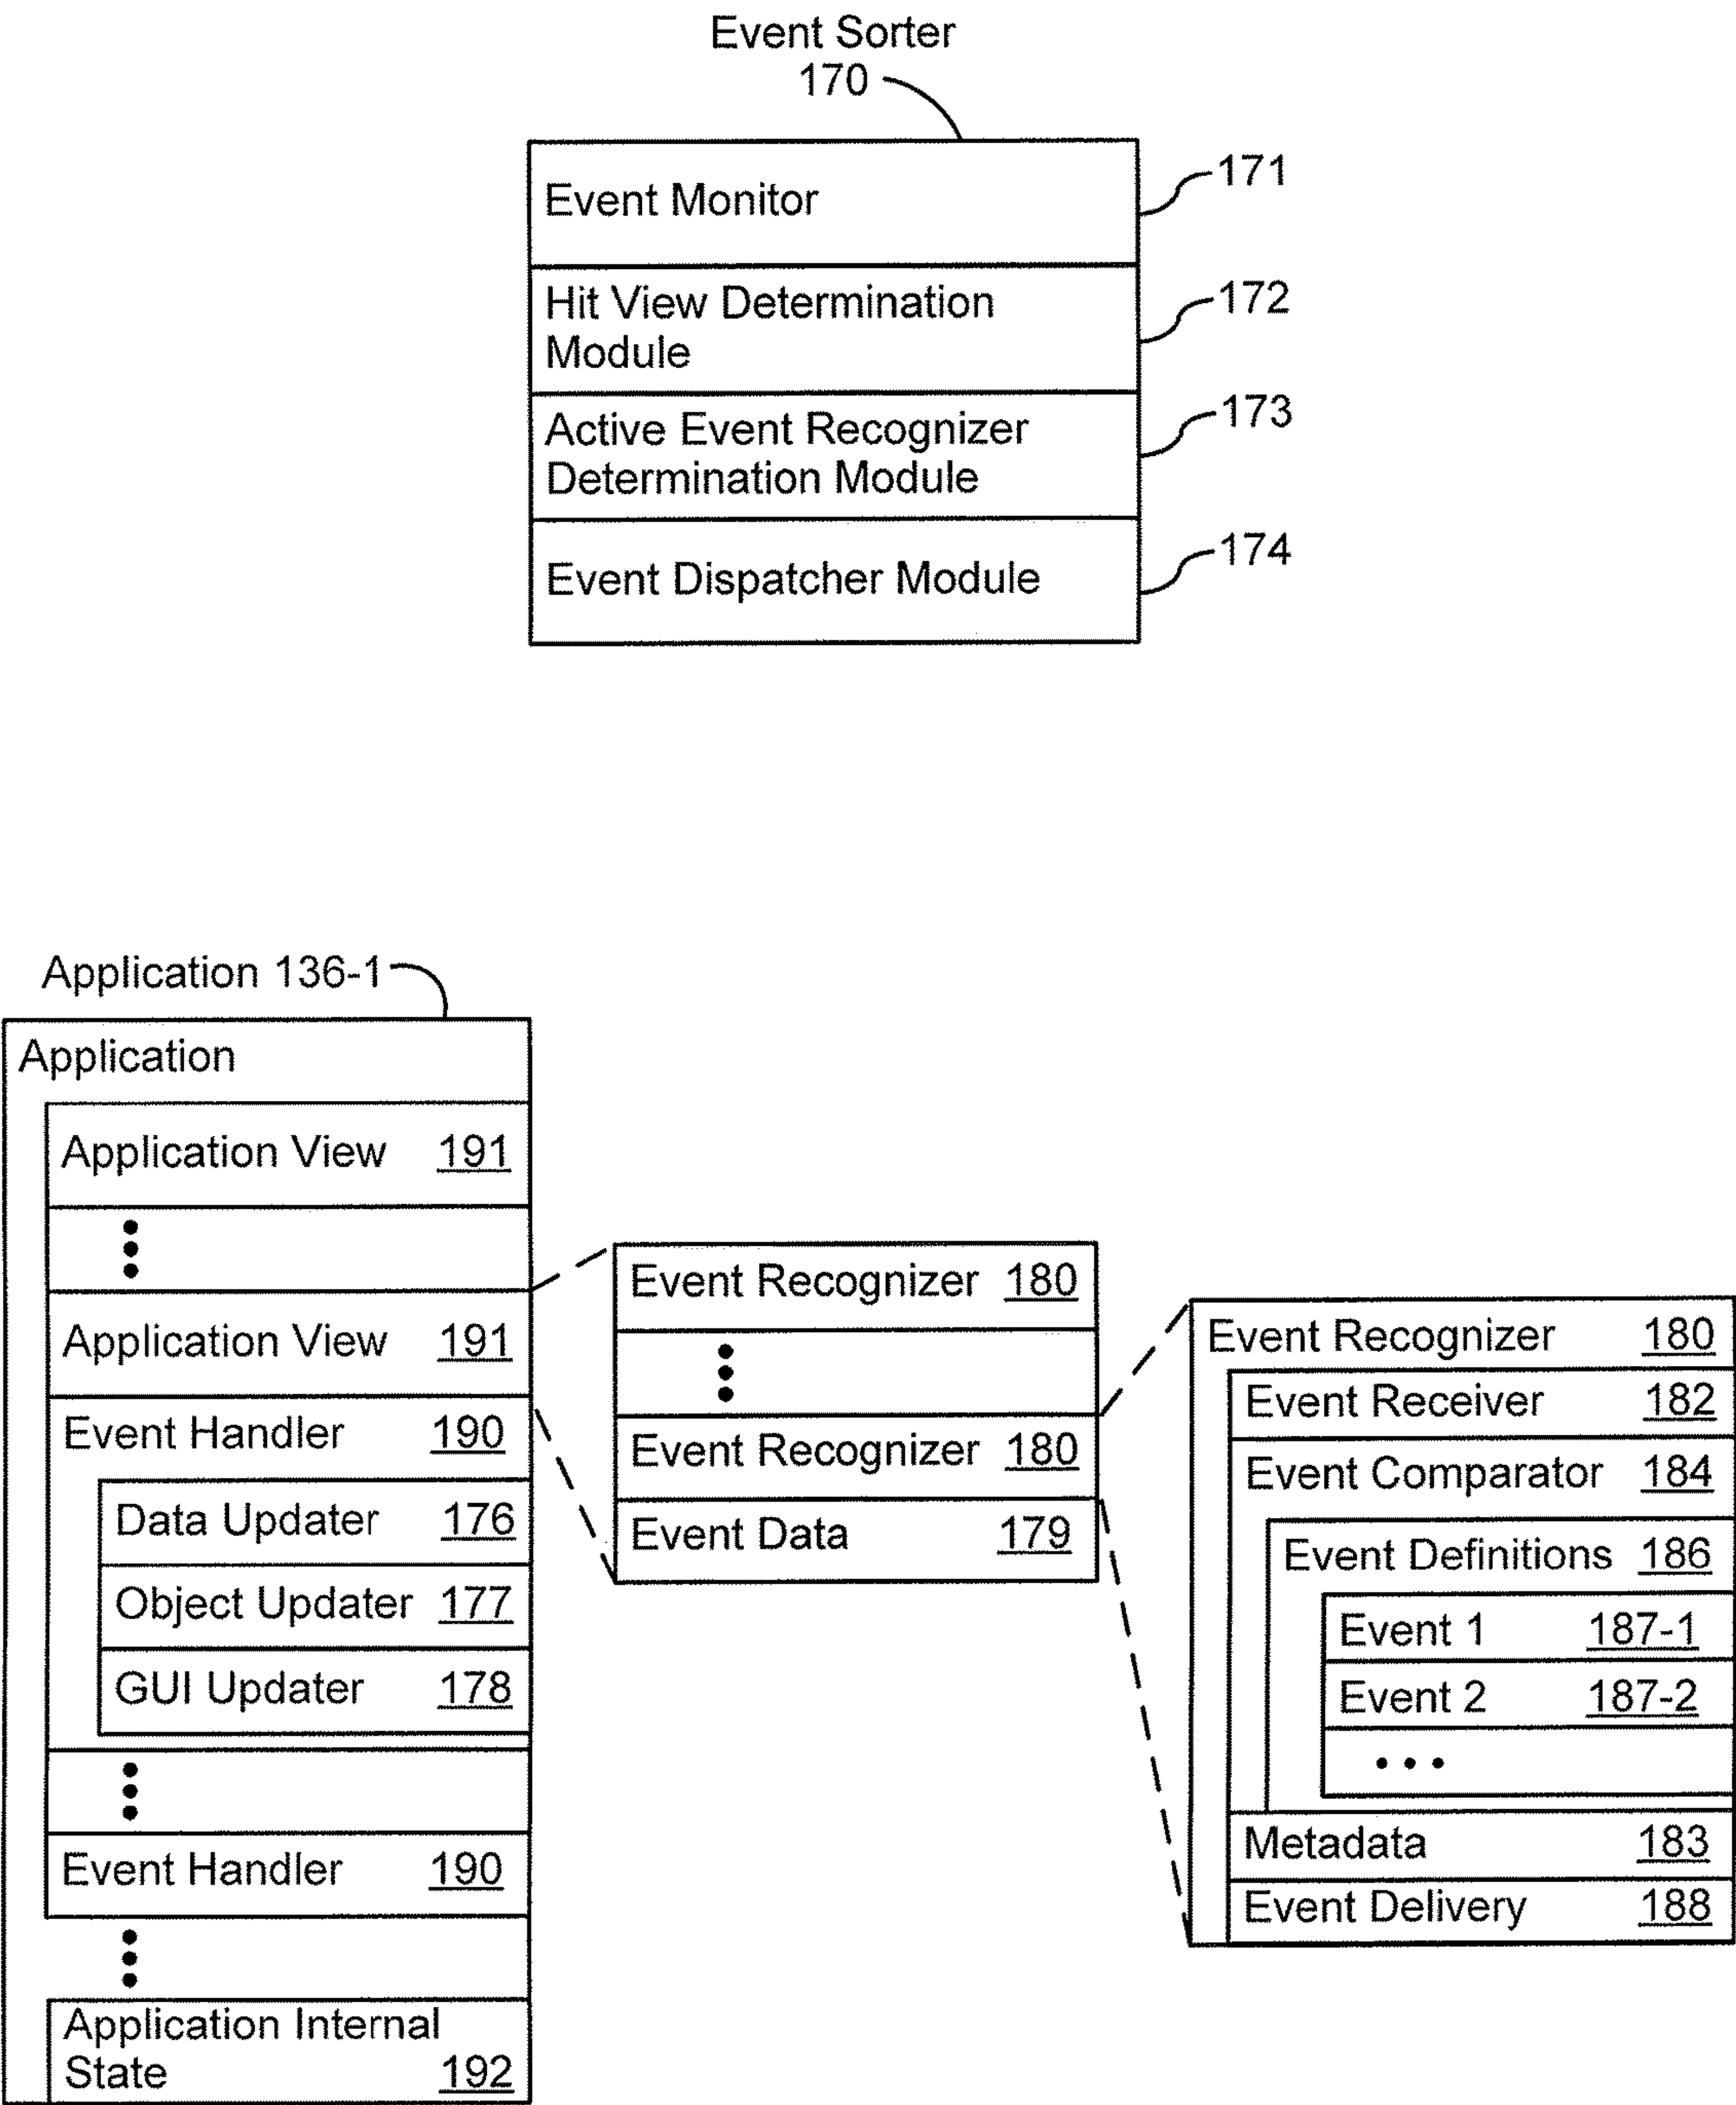 Event Sorter
170
Event Monitor
171
Hit View Determination
Module
172
Active Event Recognizer
Determination Module
173
Event Dispatcher Module
174
Application 136-1
Application
Application View 191
Application View 191
Event Handler 190
Data Updater 176
Object Updater 177
GUI Updater 178
Event Handler 190
Application Internal
State 192
Event Recognizer 180
Event Recognizer 180
Event Data 179
Event Recognizer 180
Event Receiver 182
Event Comparator 184
Event Definitions 186
Event 1 187-1
Event 2 187-2
Metadata 183
Event Delivery 188